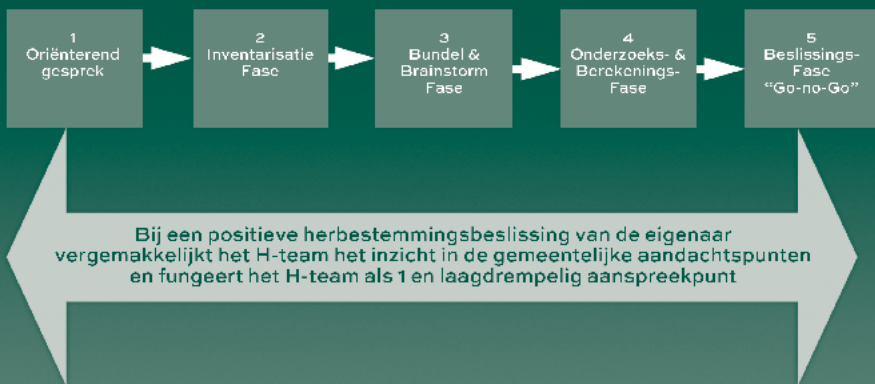 1
Oriënterend
gesprek
2
Inventarisatie
Fase
3
Bundel &
Brainstorm
Fase
4
Onderzoeks- &
Berekenings-
Fase
5
Beslissings-
Fase
"Go-no-Go"
Bij een positieve herbestemmingsbeslissing van de eigenaar
vergemakkelijkt het H-team het inzicht in de gemeentelijke aandachtspunten
en fungeert het H-team als 1 en laagdrempelig aanspreekpunt